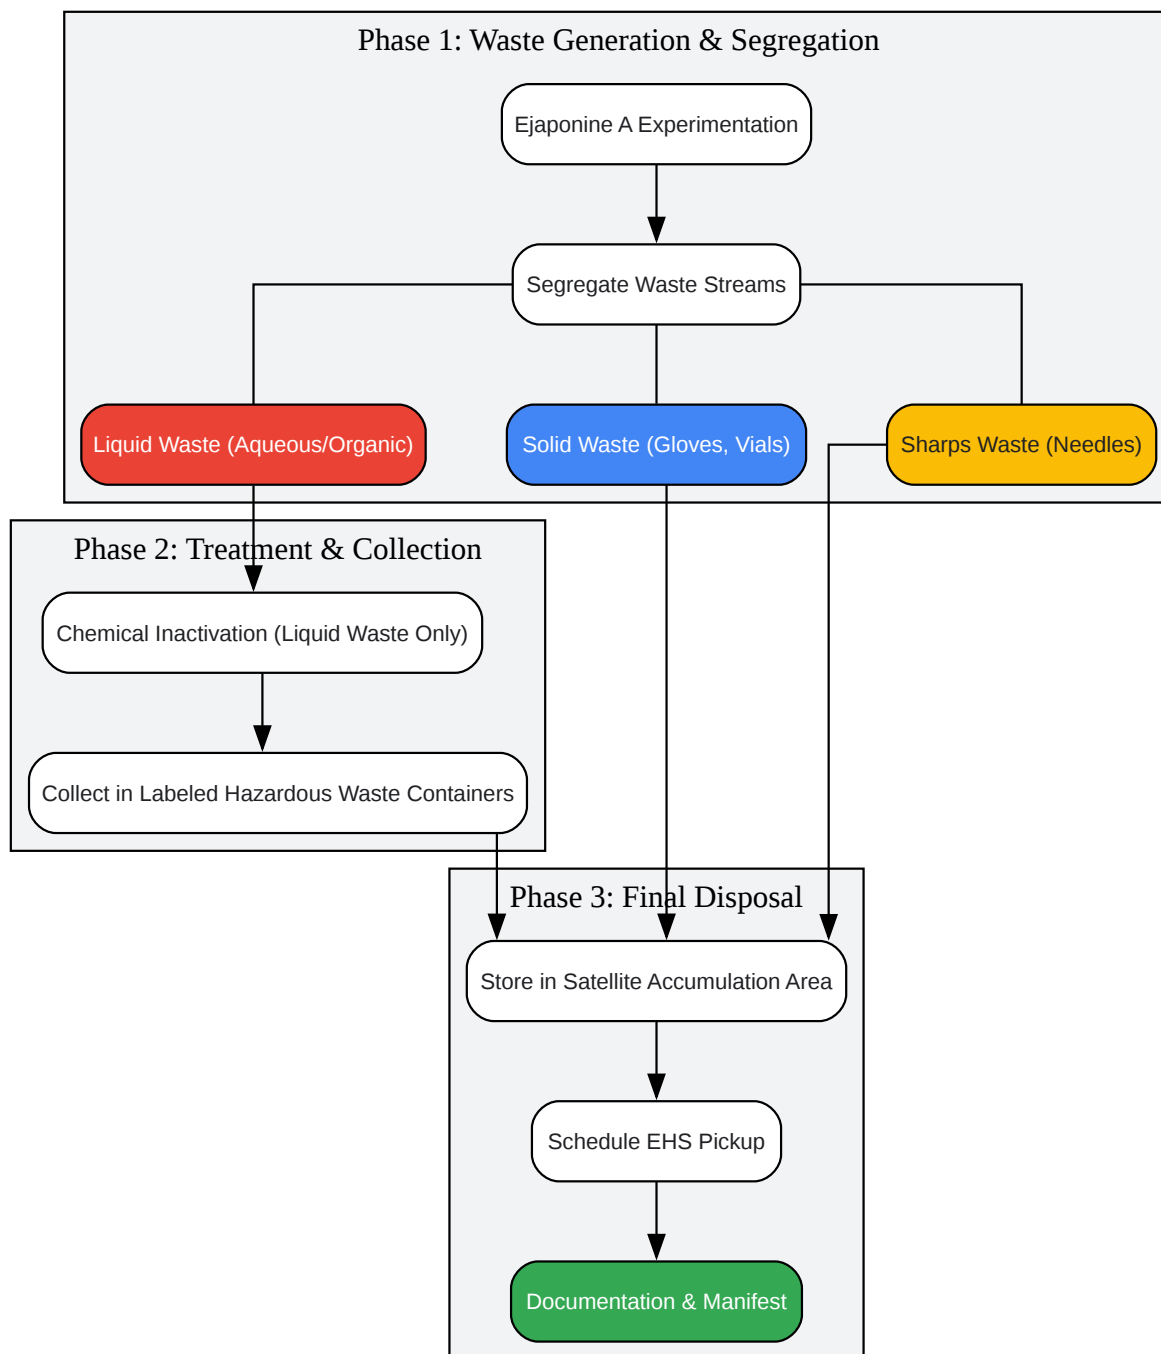 Phase 1: Waste Generation & Segregation
Ejaponine A Experimentation
Segregate Waste Streams
Liquid Waste (Aqueous/Organic)
Solid Waste (Gloves, Vials)
Sharps Waste (Needles)
Phase 2: Treatment & Collection
Chemical Inactivation (Liquid Waste Only)
Collect in Labeled Hazardous Waste Containers
Phase 3: Final Disposal
Store in Satellite Accumulation Area
Schedule EHS Pickup
Documentation & Manifest